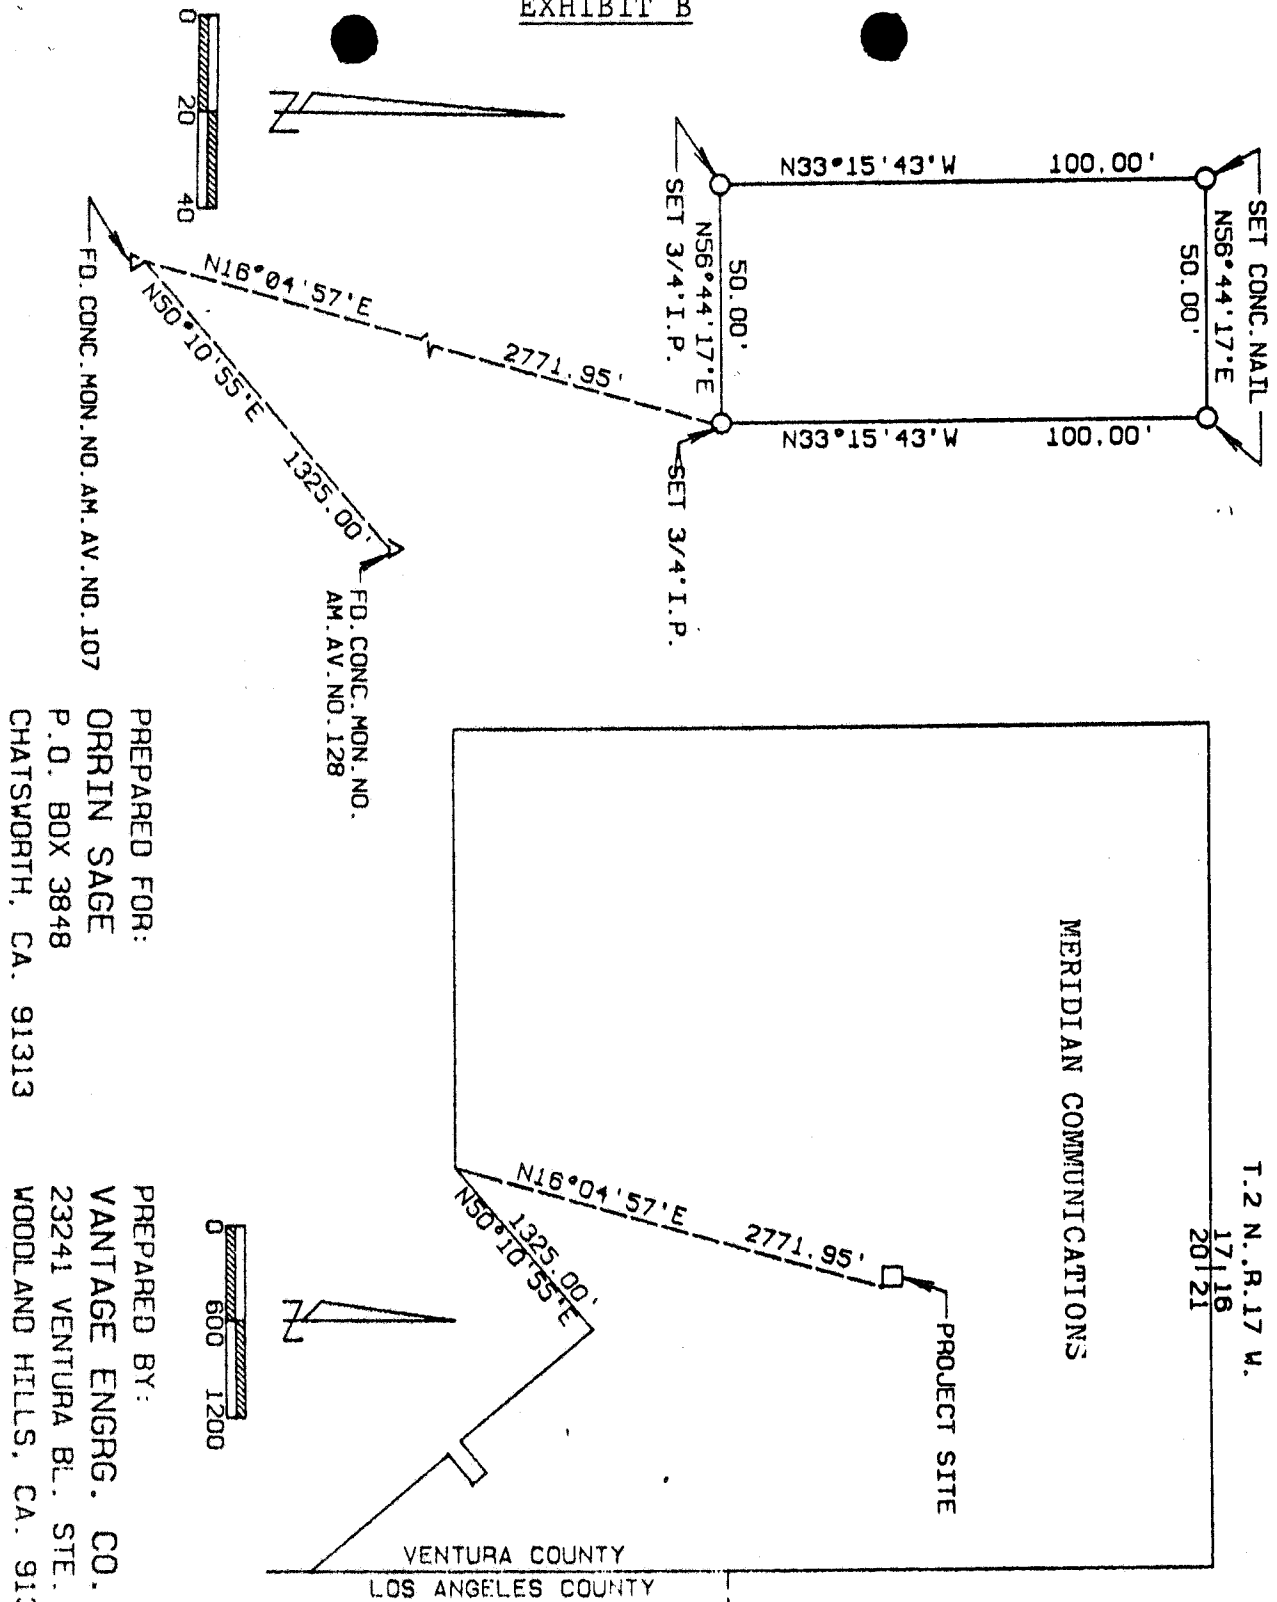 EXHIBIT B
0 20 40
N33°15'43'W 100.00'
SET CONC. NAIL
N56°44'17"E
50.00'
50.00'
N56°44'17"E
SET 3/4' I.P.
N33°15'43'W 100.00'
SET 3/4' I.P.
N16°04'57'E 2771.95'
N50°10'55'E 1325.00'
FD. CONC. MON. NO. AM. AV. NO. 107
FD. CONC. MON. NO.
AM. AV. NO. 128
T.2 N.,R.17 W.
17 16
20 21
MERIDIAN COMMUNICATIONS
PROJECT SITE
N16°04'57'E 2771.95'
1325.00'
N50°10'55'E
VENTURA COUNTY
LOS ANGELES COUNTY
0 600 1200
PREPARED FOR:
ORRIN SAGE
P.O. BOX 3848
CHATSWORTH, CA. 91313
PREPARED BY:
VANTAGE ENGRG. CO.
23241 VENTURA BL. STE.
WOODLAND HILLS, CA.